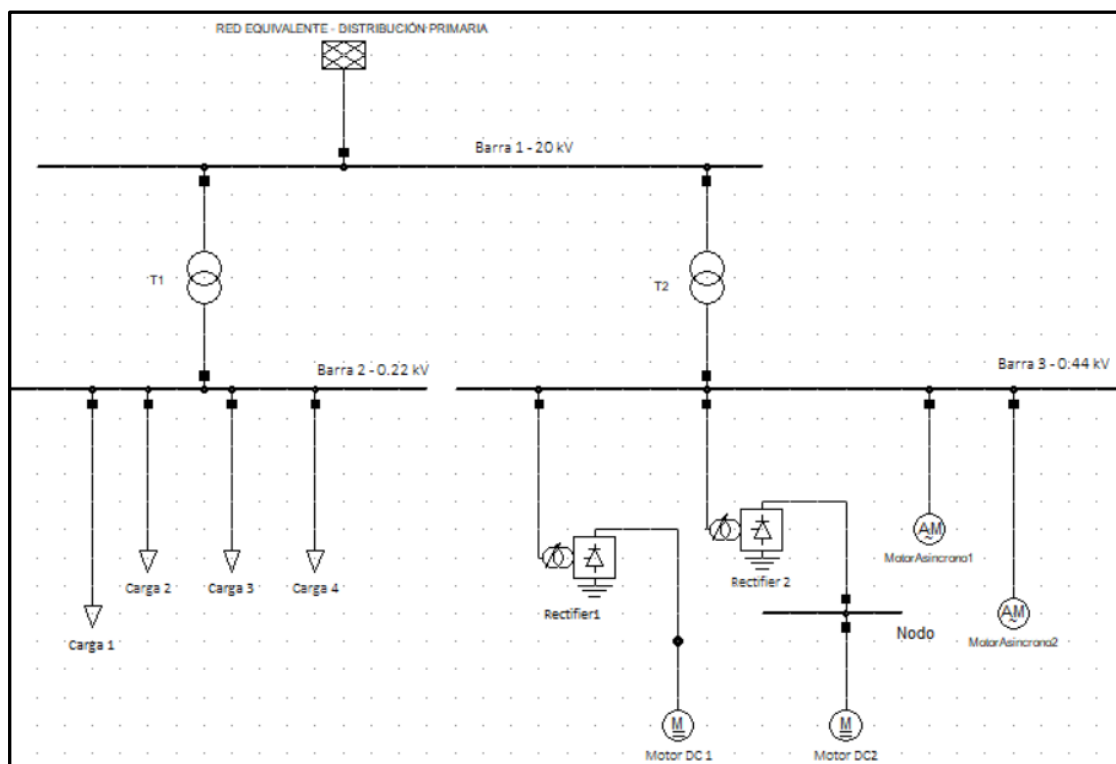 RED EQUIVALENTE - DISTRIBUCIÓN PRIMARIA
Barra 1 - 20 kV
T1
T2
Barra 2 - 0.22 kV
Barra 3 - 0:44 kV
Carga 1
Carga 2
Carga 3
Carga 4
Rectifier1
Rectifier 2
AM
MotorAsincrono1
AM
MotorAsincrono2
Nodo
M
Motor DC 1
M
Motor DC2